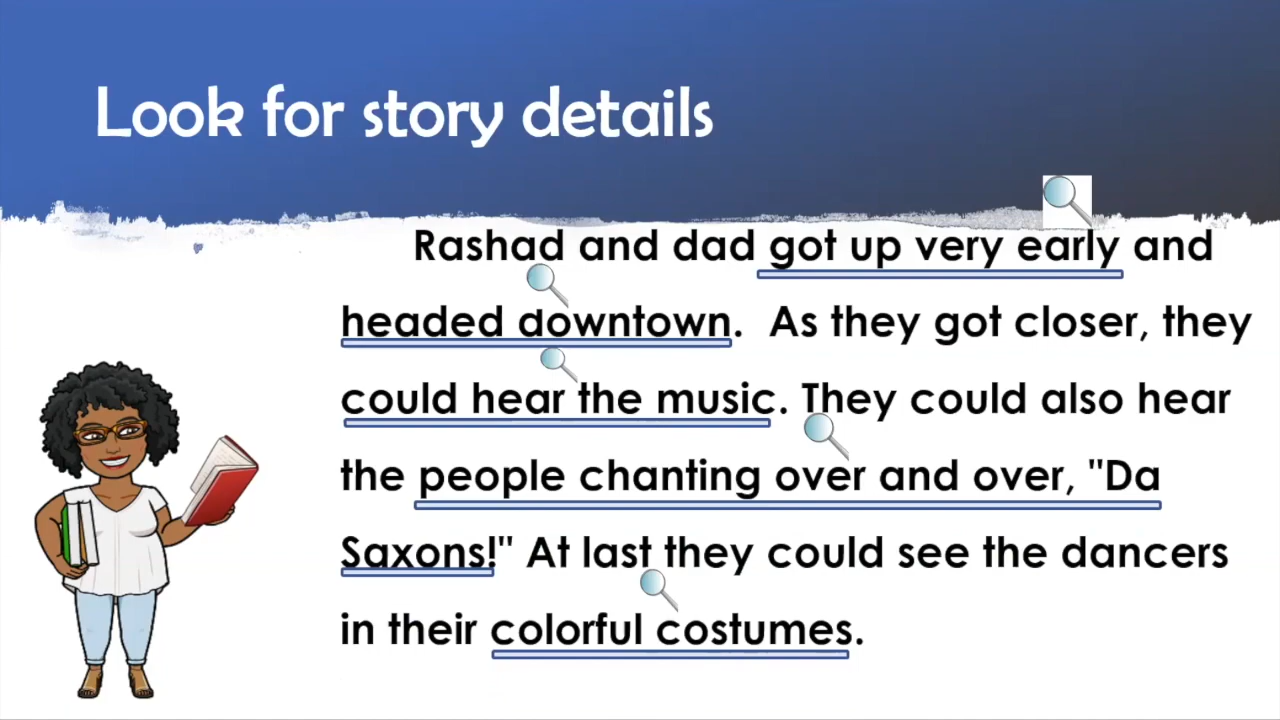 Look for story details
Rashad and dad got up very early and
headed downtown.  As they got closer, they
could hear the music. They could also hear
the people chanting over and over, "Da
Saxons!" At last they could see the dancers
in their colorful costumes.